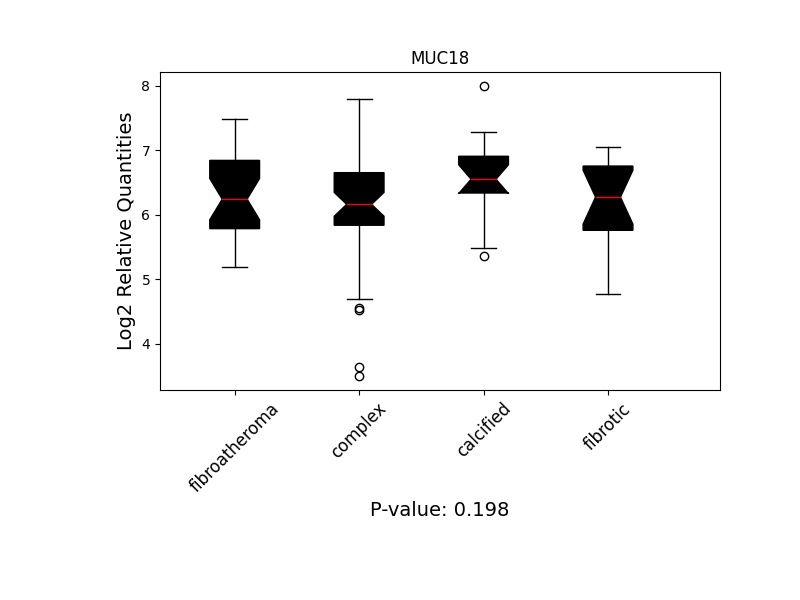 MUC18
Log2 Relative Quantities
8
7
6
5
4
fibroatheroma
complex
calcified
fibrotic
P-value: 0.198